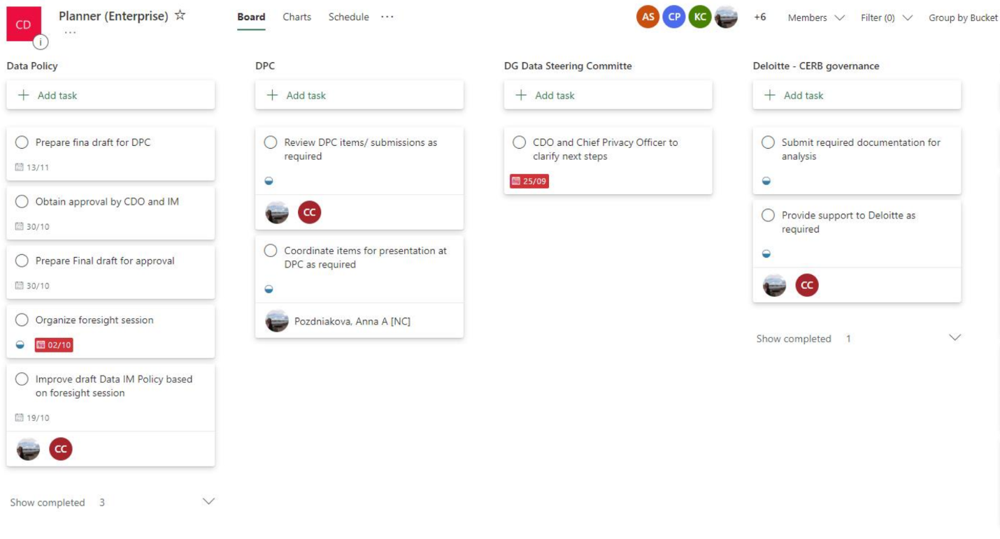 CD
Planner (Enterprise)
Board
Charts
Schedule
AS
CP
KC
+6
Members
Filter (0)
Group by Bucket
Data Policy
Add task
Prepare fina draft for DPC
13/11
Obtain approval by CDO and IM
30/10
Prepare Final draft for approval
30/10
Organize foresight session
02/10
Improve draft Data IM Policy based
on foresight session
19/10
CC
Show completed 3
DPC
Add task
Review DPC items/ submissions as
required
CC
Coordinate items for presentation at
DPC as required
Pozdniakova, Anna A [NC]
DG Data Steering Committe
Add task
CDO and Chief Privacy Officer to
clarify next steps
25/09
Deloitte - CERB governance
Add task
Submit required documentation for
analysis
Provide support to Deloitte as
required
CC
Show completed 1